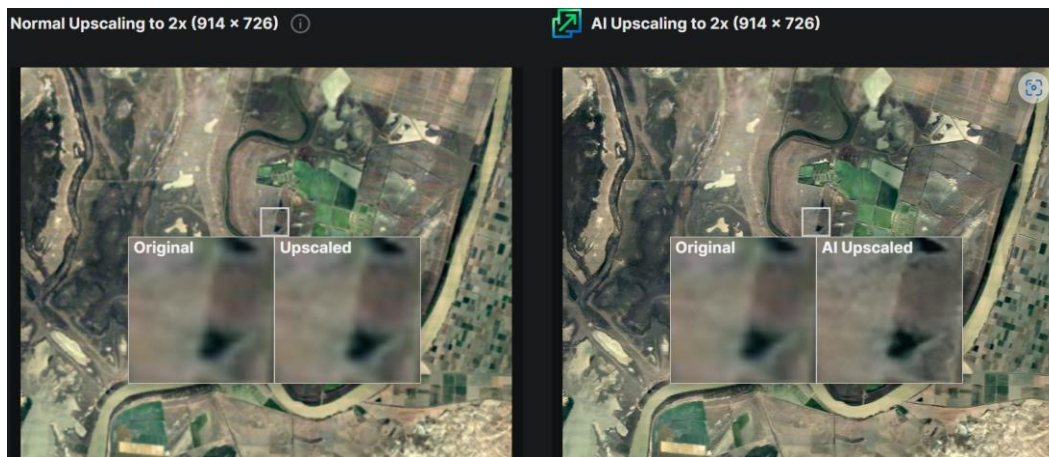 Normal Upscaling to 2x (914 × 726)
AI Upscaling to 2x (914 × 726)
Original
Upscaled
Original
AI Upscaled